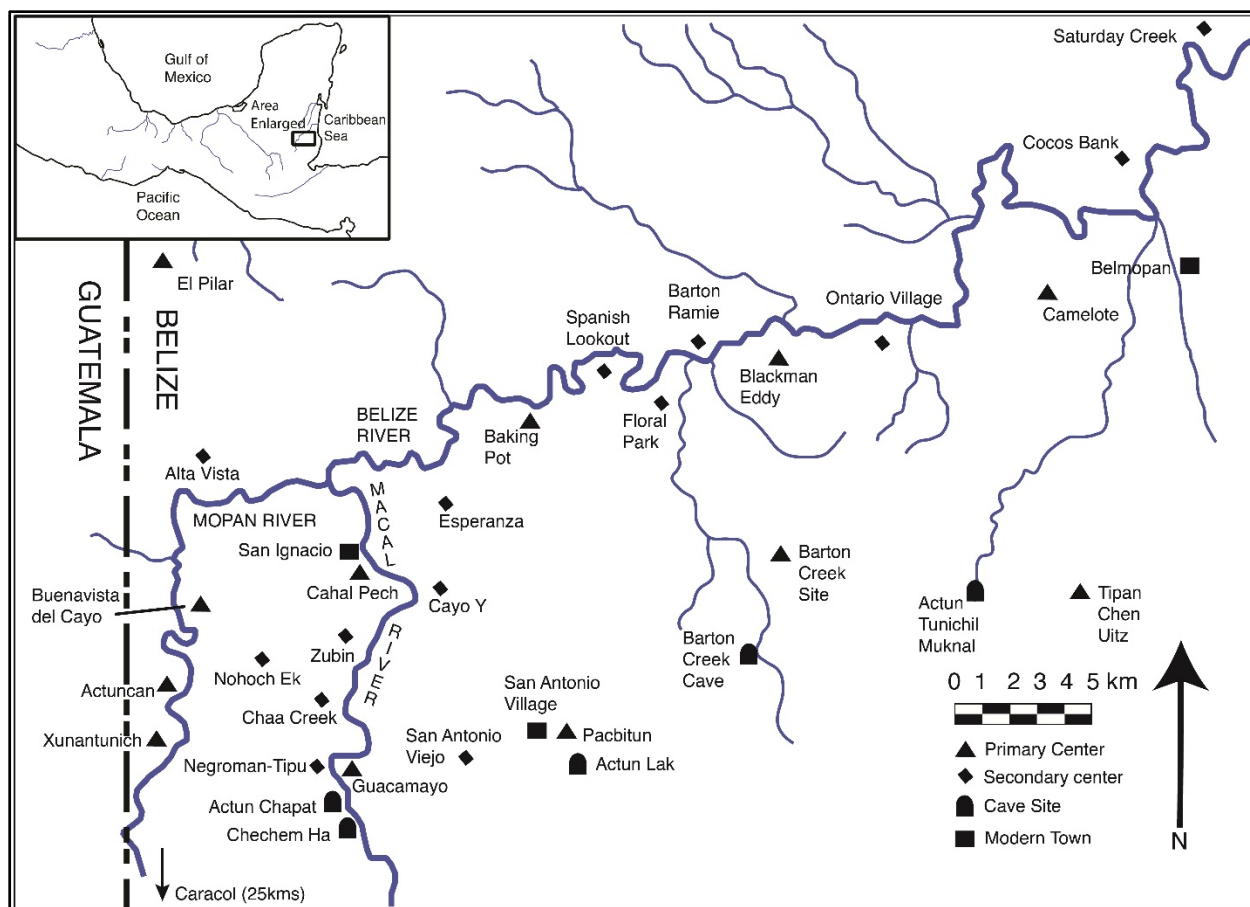 Gulf of
Mexico
Area
Enlarged
Caribbean
Sea
Pacific
Ocean
Saturday Creek
Cocos Bank
Belmopan
Camelote
GUATEMALA
BELIZE
El Pilar
Ontario Village
Barton
Ramie
Spanish
Lookout
Blackman
Eddy
Floral
Park
Baking
Pot
BELIZE
RIVER
Alta Vista
MOPAN RIVER
MACAL
RIVER
Esperanza
San Ignacio
Cahal Pech
Cayo Y
Buenavista
del Cayo
Zubin
Nohoch Ek
Actuncan
Chaa Creek
Xunantunich
Negroman-Tipu
Guacamayo
Actun Chapat
Chechem Ha
Caracol (25kms)
San Antonio
Village
San Antonio
Viejo
Pacbitun
Actun Lak
Barton
Creek
Site
Barton
Creek
Cave
Actun
Tunichil
Muknal
Tipan
Chen
Uitz
0 1 2 3 4 5 km
Primary Center
Secondary center
Cave Site
Modern Town
N